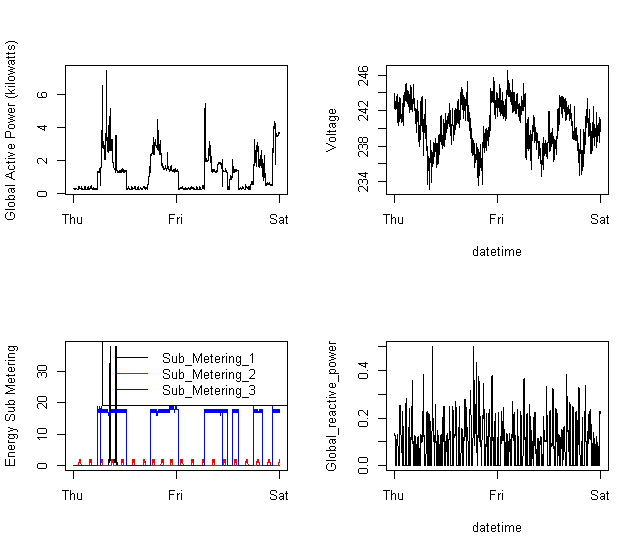 Global Active Power (kilowatts)
0 2 4 6
Thu Fri Sat
Voltage
234 238 242 246
Thu Fri Sat
datetime
Energy Sub Metering
0 10 20 30
Sub_Metering_1
Sub_Metering_2
Sub_Metering_3
Thu Fri Sat
Global_reactive_power
0.0 0.2 0.4
Thu Fri Sat
datetime